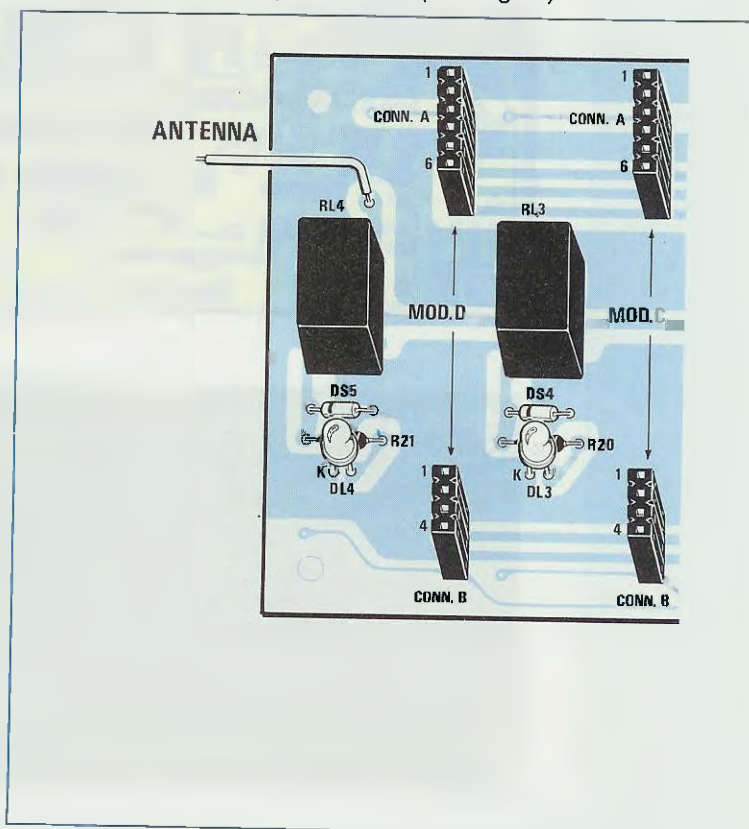 1 1
CONN. A CONN. A
ANTENNA
6 6
RL4 RL3
MOD.D MOD.C
DS5 DS4
R21 R20
K K
DL4 DL3
1 1
4 4
CONN. B CONN. B